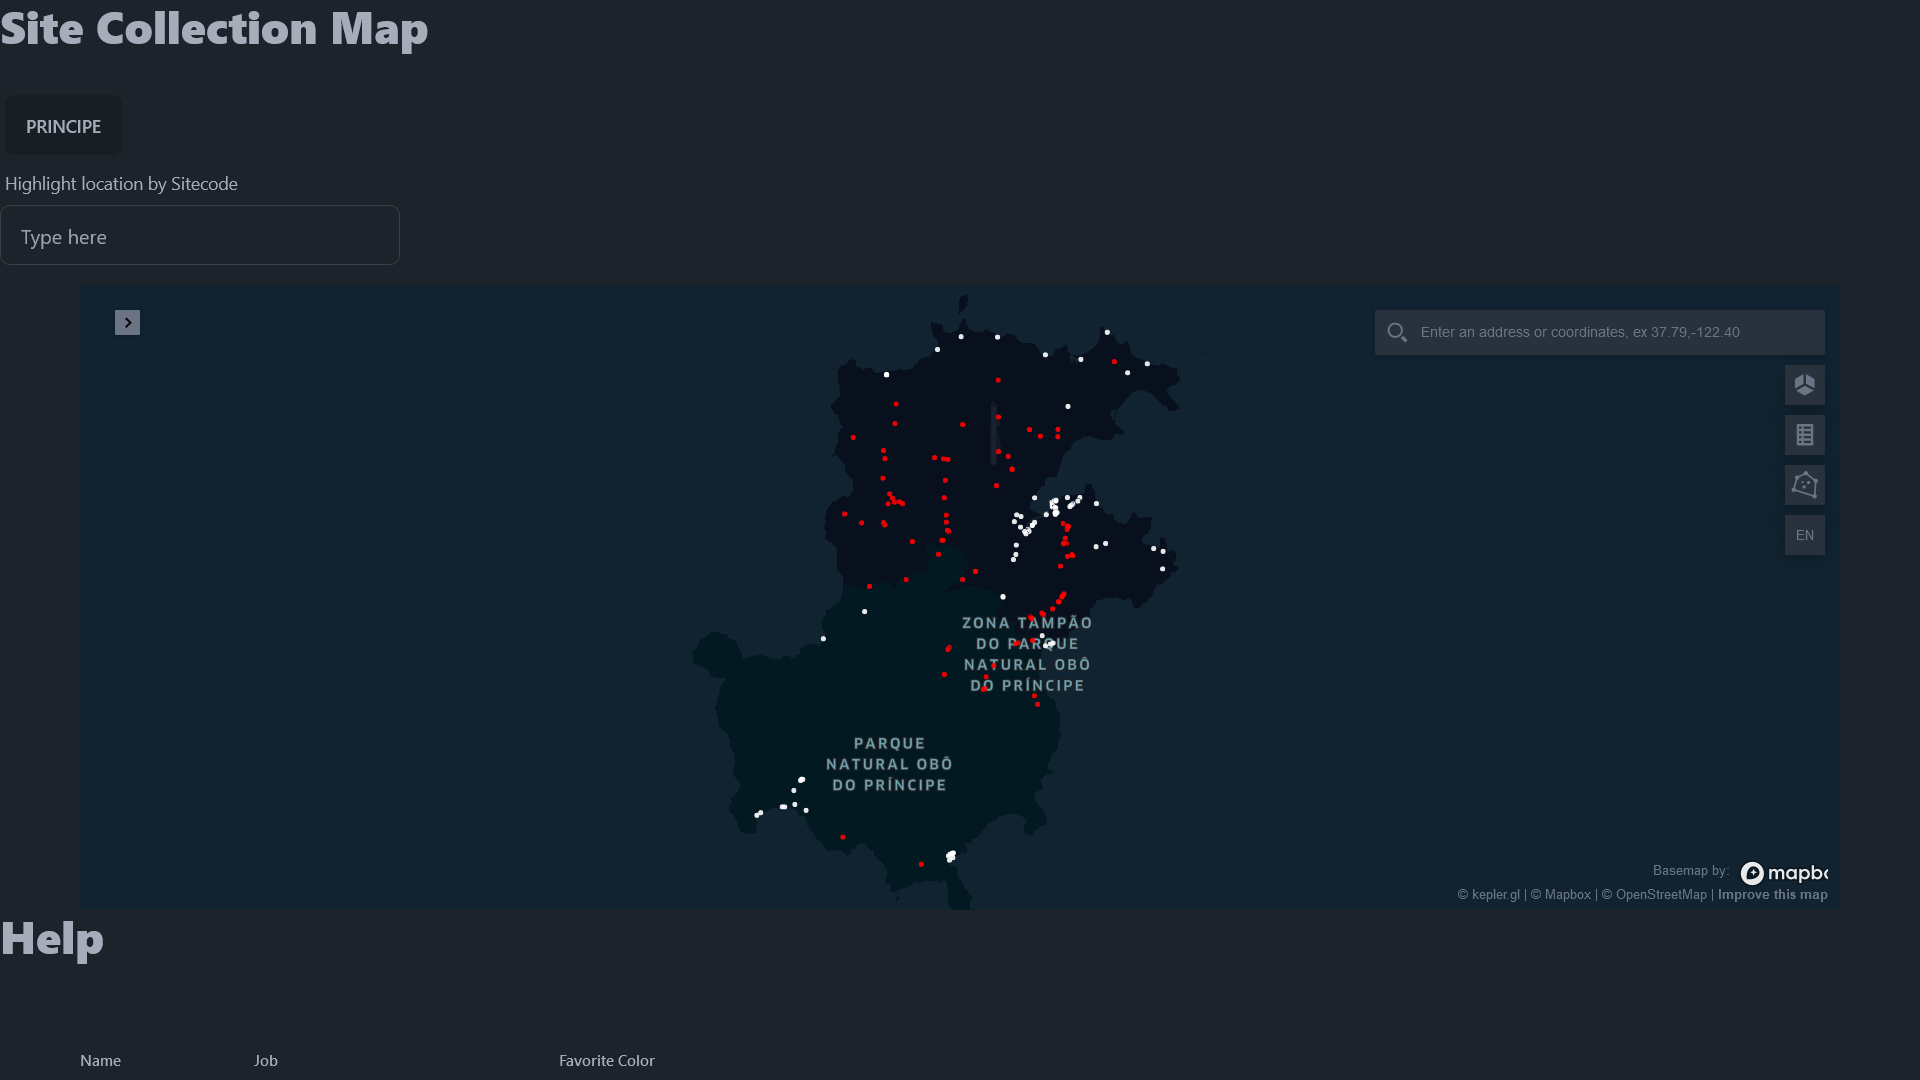 Site Collection Map
PRINCIPE
Highlight location by Sitecode
Type here
Enter an address or coordinates, ex 37.79,-122.40
EN
ZONA TAMPÃO
DO PARQUE
NATURAL OBÔ
DO PRÍNCIPE
PARQUE
NATURAL OBÔ
DO PRÍNCIPE
Basemap by: mapbo
© kepler.gl | © Mapbox | © OpenStreetMap | Improve this map
Help
Name Job Favorite Color